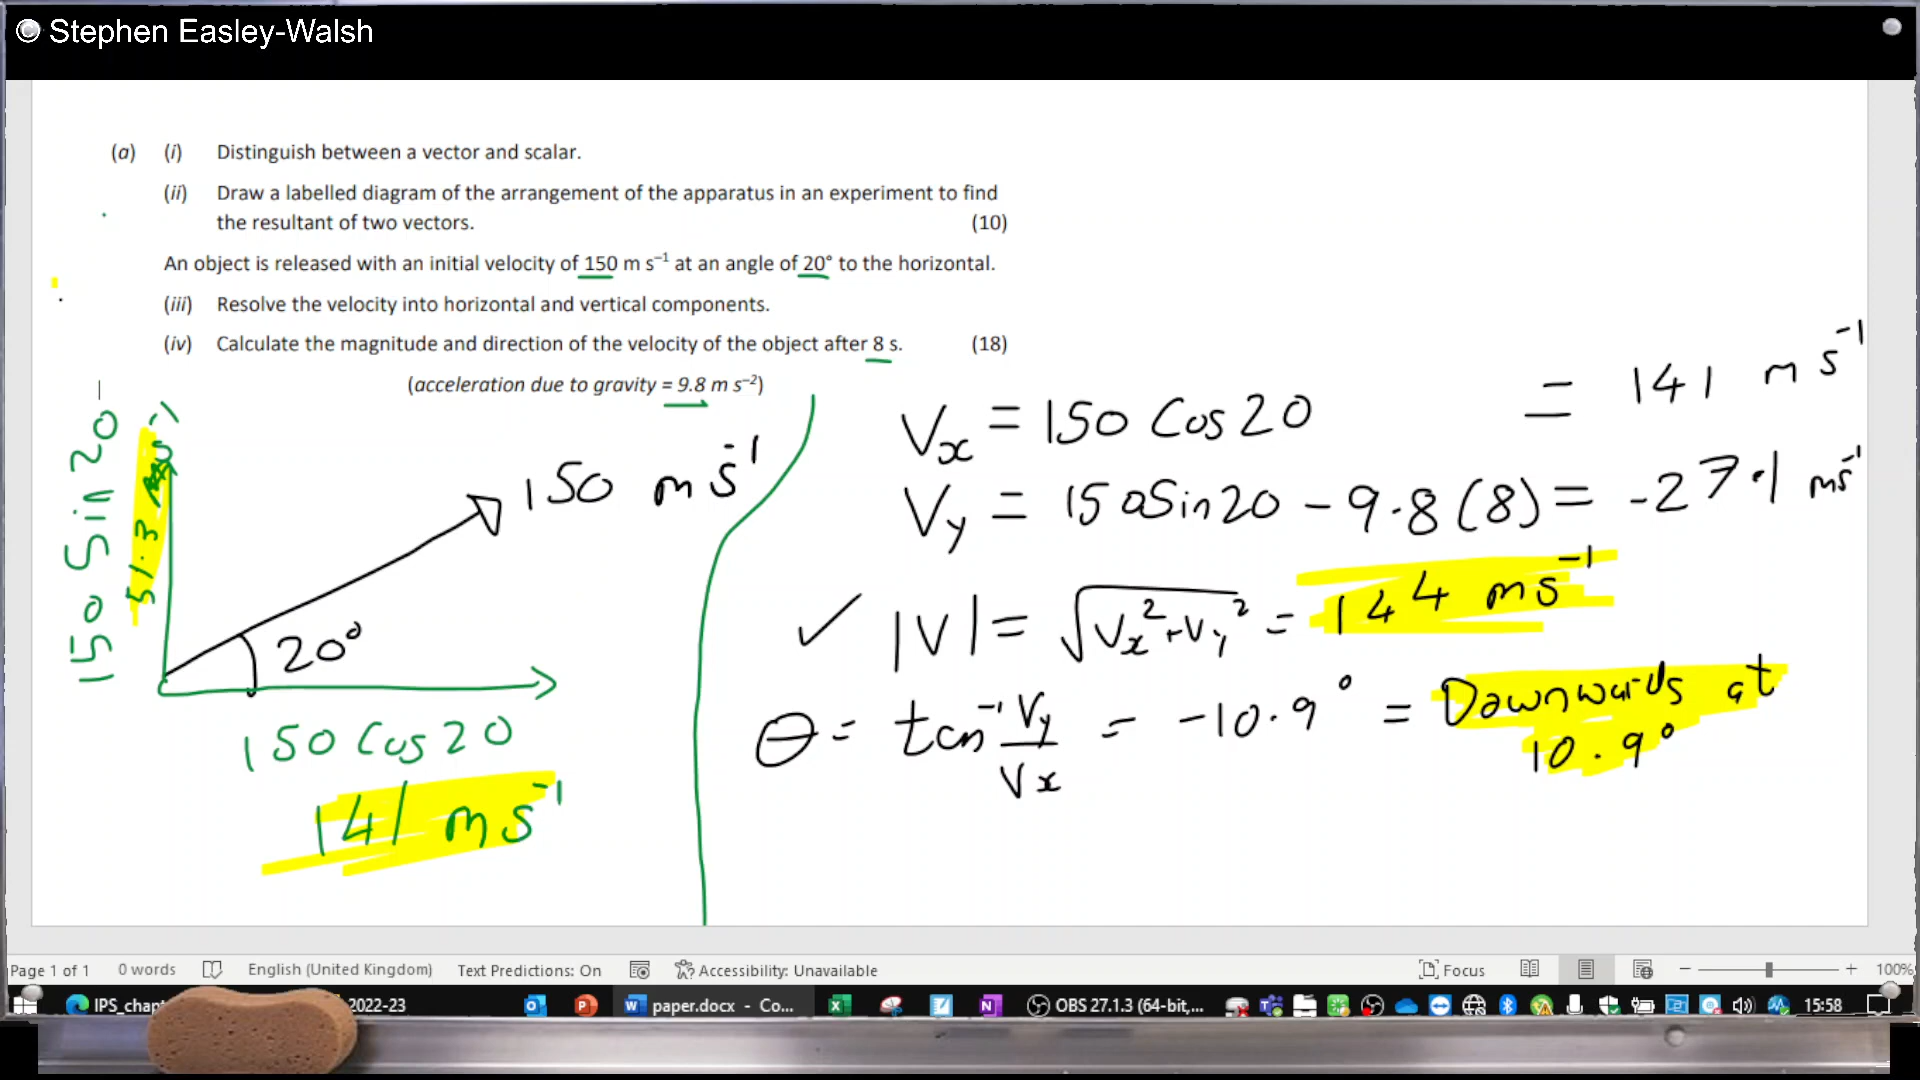 © Stephen Easley-Walsh
(a) (i) Distinguish between a vector and scalar.
(ii) Draw a labelled diagram of the arrangement of the apparatus in an experiment to find
the resultant of two vectors. (10)
An object is released with an initial velocity of 150 m s⁻¹ at an angle of 20° to the horizontal.
(iii) Resolve the velocity into horizontal and vertical components.
(iv) Calculate the magnitude and direction of the velocity of the object after 8 s. (18)
(acceleration due to gravity = 9.8 m s⁻²)
150 Sin 20
51.3
150 m s⁻¹
20°
150 Cos 20
141 m s⁻¹
Vx = 150 Cos 20 = 141 m s⁻¹
Vy = 150 Sin 20 - 9.8 (8) = -27.1 ms⁻¹
✓ |V| = √Vx² + Vy² = 144 ms⁻¹
θ = tan⁻¹ Vy/Vx = -10.9° = Downwards at
10.9°
Page 1 of 1 0 words English (United Kingdom) Text Predictions: On Accessibility: Unavailable Focus 100%
IPS_chap 2022-23 paper.docx - Co... OBS 27.1.3 (64-bit,... 15:58